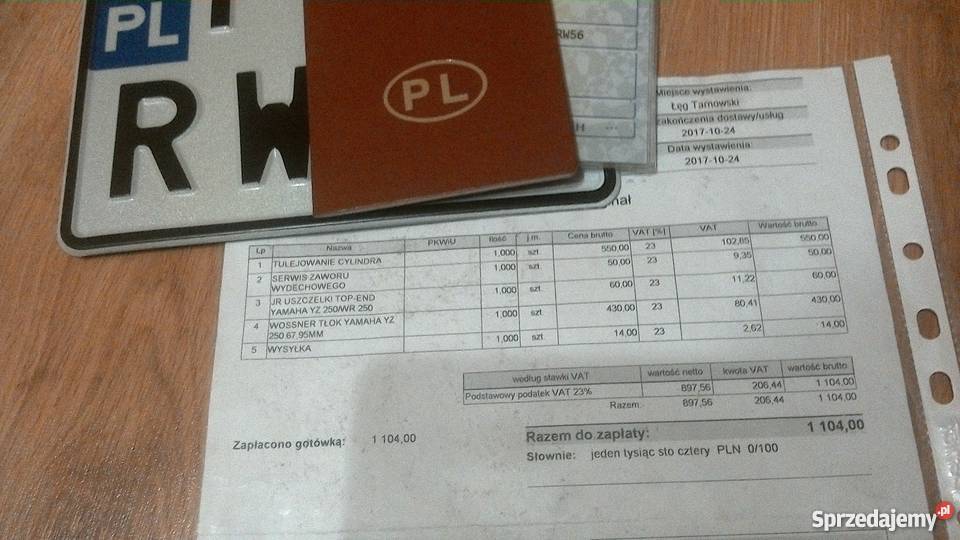 PL
RW
PL
RW56
H
Miejsce wystawienia:
Łęg Tarnowski
zakończenia dostawy/usług
2017-10-24
Data wystawienia:
2017-10-24
Lp Nazwa PKWiU Ilość j.m. Cena brutto VAT [%] VAT Wartość brutto
1 TULEJOWANIE CYLINDRA 1,000 szt. 550,00 23 102,85 550,00
2 SERWIS ZAWORU WYDECHOWEGO 1,000 szt. 50,00 23 9,35 50,00
3 JR USZCZELKI TOP-END YAMAHA YZ 250/WR 250 1,000 szt. 60,00 23 11,22 60,00
4 WOSSNER TŁOK YAMAHA YZ 250 67,95MM 1,000 szt. 430,00 23 80,41 430,00
5 WYSYŁKA 1,000 szt. 14,00 23 2,62 14,00
według stawki VAT wartość netto kwota VAT wartość brutto
Podstawowy podatek VAT 23% 897,56 206,44 1 104,00
Razem: 897,56 206,44 1 104,00
Zapłacono gotówką: 1 104,00
Razem do zapłaty: 1 104,00
Słownie: jeden tysiąc sto cztery PLN 0/100
Sprzedajemy.pl